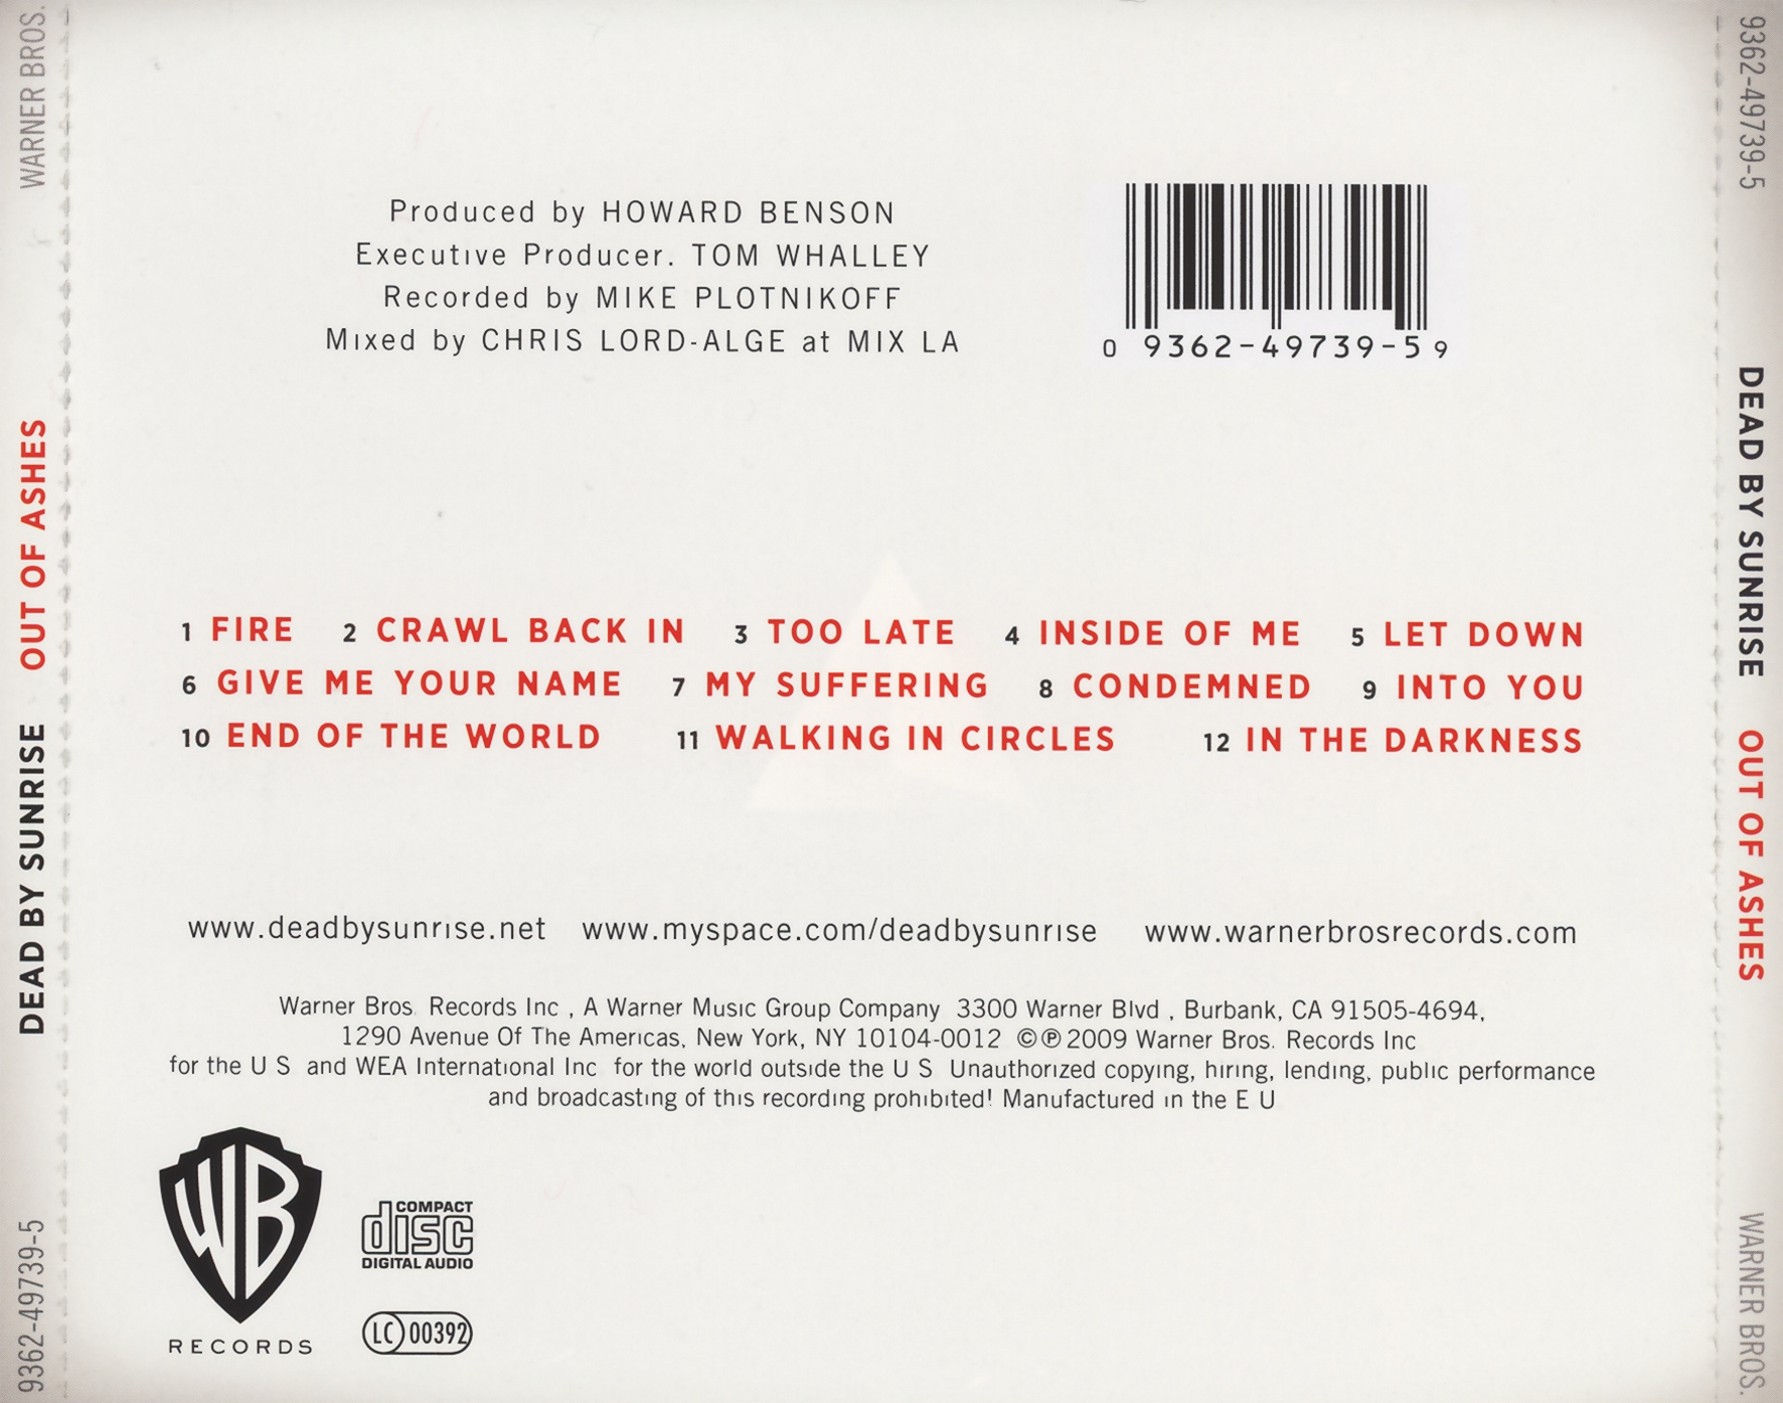 WARNER BROS.
OUT OF ASHES
DEAD BY SUNRISE
9362-49739-5
Produced by HOWARD BENSON
Executive Producer. TOM WHALLEY
Recorded by MIKE PLOTNIKOFF
Mixed by CHRIS LORD-ALGE at MIX LA
0 9362-49739-5 9
1 FIRE 2 CRAWL BACK IN 3 TOO LATE 4 INSIDE OF ME 5 LET DOWN
6 GIVE ME YOUR NAME 7 MY SUFFERING 8 CONDEMNED 9 INTO YOU
10 END OF THE WORLD 11 WALKING IN CIRCLES 12 IN THE DARKNESS
www.deadbysunrise.net www.myspace.com/deadbysunrise www.warnerbrosrecords.com
Warner Bros. Records Inc , A Warner Music Group Company 3300 Warner Blvd , Burbank, CA 91505-4694,
1290 Avenue Of The Americas, New York, NY 10104-0012 ©℗ 2009 Warner Bros. Records Inc
for the U S and WEA International Inc for the world outside the U S Unauthorized copying, hiring, lending, public performance
and broadcasting of this recording prohibited! Manufactured in the E U
WB
RECORDS
COMPACT
disc
DIGITAL AUDIO
LC 00392
9362-49739-5
DEAD BY SUNRISE
OUT OF ASHES
WARNER BROS.